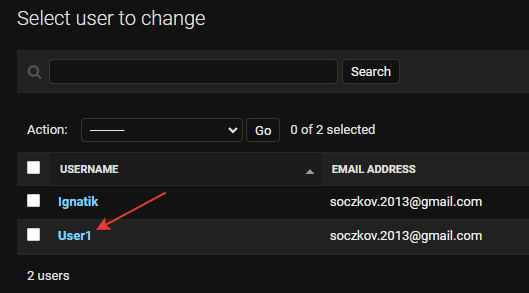 Select user to change
Search
Action: --------- Go 0 of 2 selected
USERNAME EMAIL ADDRESS
Ignatik soczkov.2013@gmail.com
User1 soczkov.2013@gmail.com
2 users